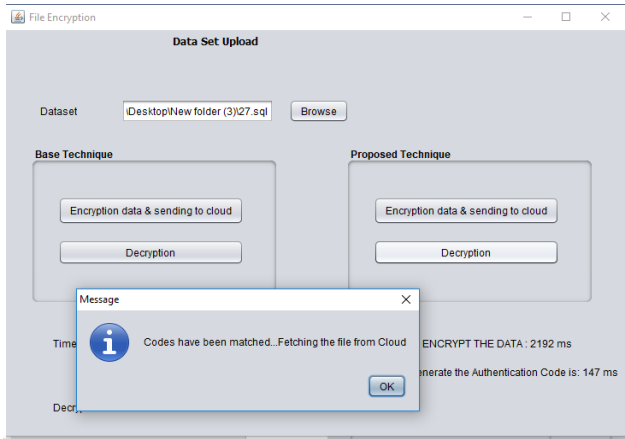 File Encryption
Data Set Upload
Dataset
\Desktop\New folder (3)\27.sql
Browse
Base Technique
Proposed Technique
Encryption data & sending to cloud
Encryption data & sending to cloud
Decryption
Decryption
Message
Codes have been matched...Fetching the file from Cloud
OK
Time
ENCRYPT THE DATA : 2192 ms
the Authentication Code is: 147 ms